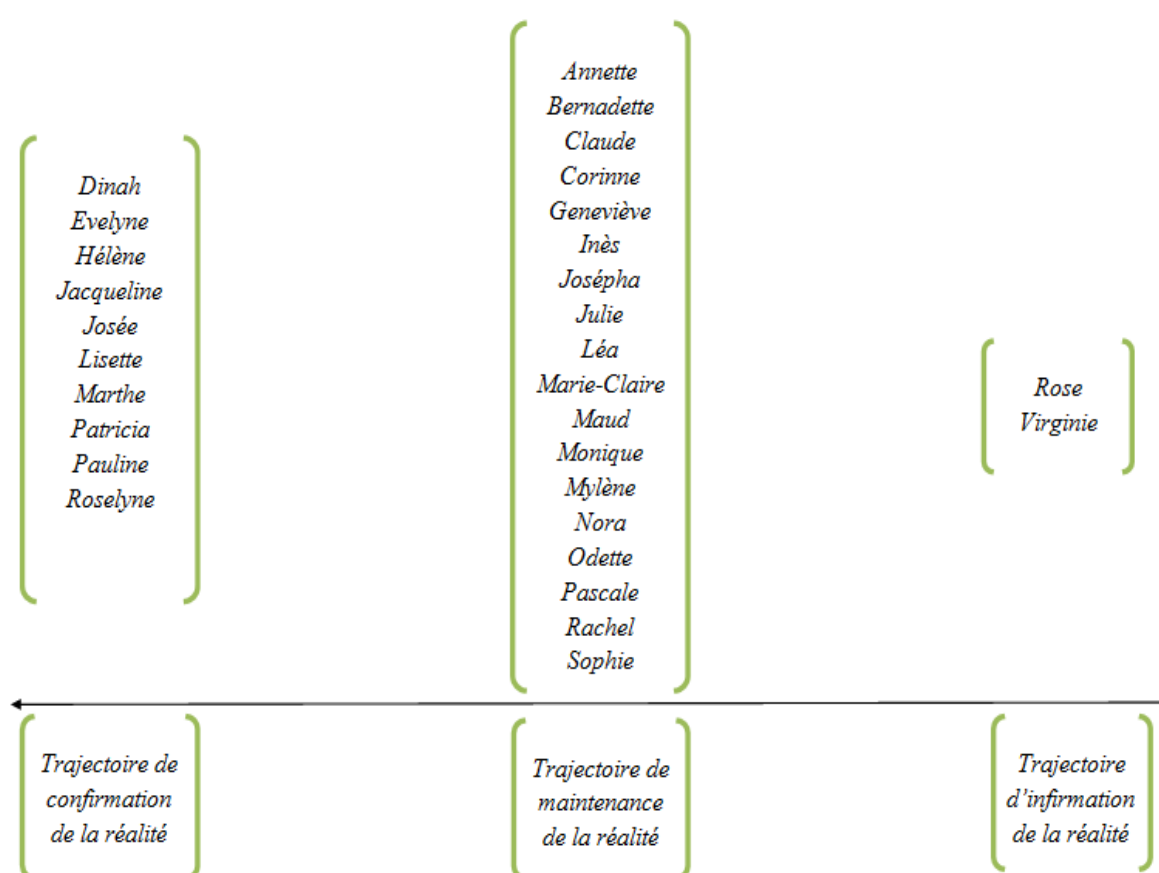 Dinah
Evelyne
Hélène
Jacqueline
Josée
Lisette
Marthe
Patricia
Pauline
Roselyne
Annette
Bernadette
Claude
Corinne
Geneviève
Inès
Josépha
Julie
Léa
Marie-Claire
Maud
Monique
Mylène
Nora
Odette
Pascale
Rachel
Sophie
Rose
Virginie
Trajectoire de
confirmation
de la réalité
Trajectoire de
maintenance
de la réalité
Trajectoire
d'infirmation
de la réalité